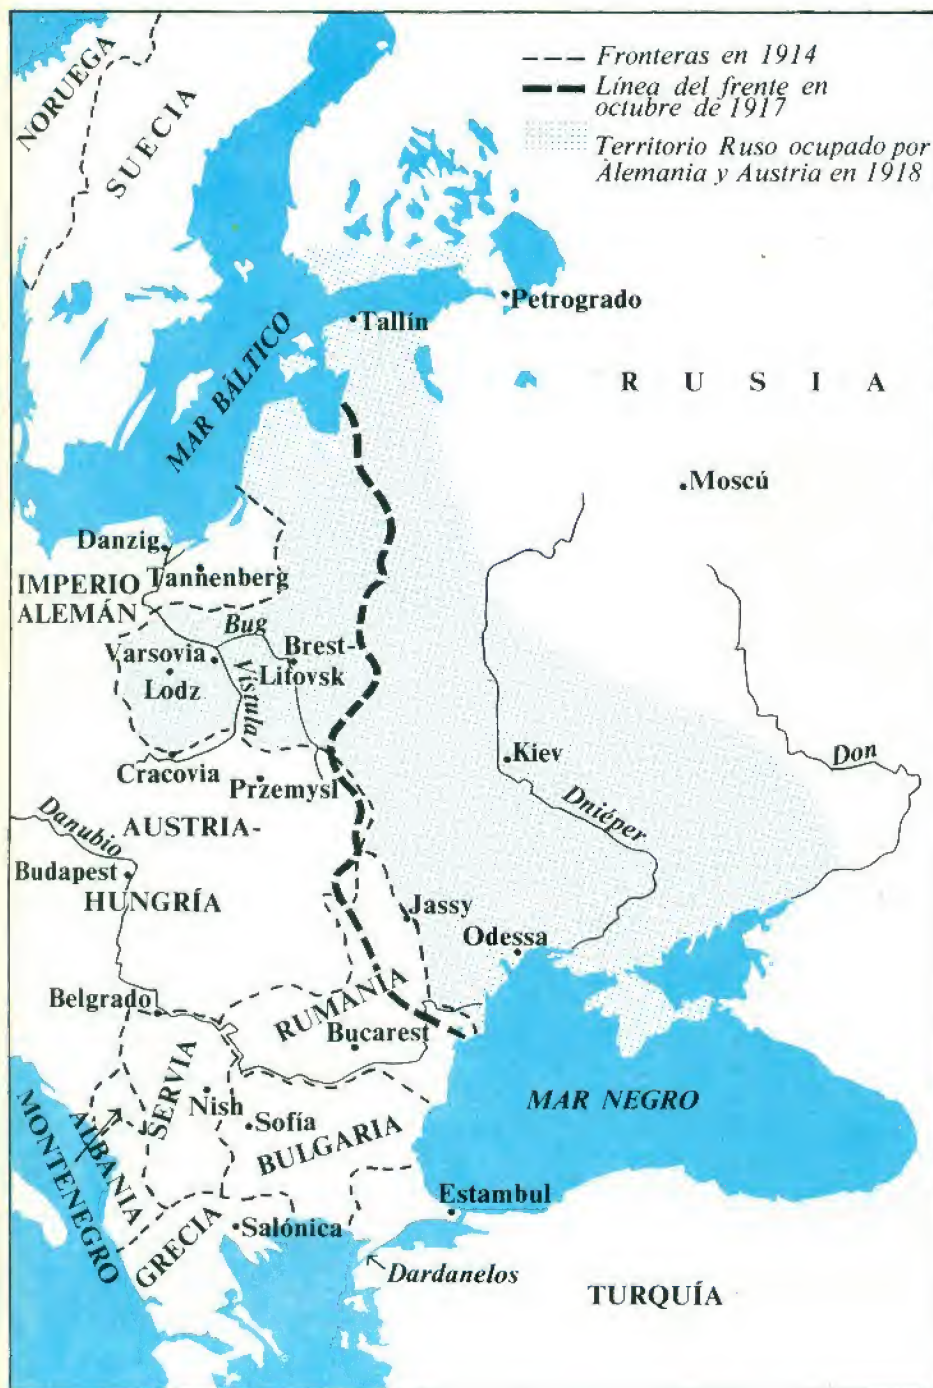 Fronteras en 1914
Línea del frente en
octubre de 1917
Territorio Ruso ocupado por
Alemania y Austria en 1918
NORUEGA
SUECIA
Petrogrado
Tallín
MAR BÁLTICO
RUSIA
Moscú
Danzig
Tannenberg
IMPERIO
ALEMÁN
Bug
Varsovia
Brest-
Litovsk
Lodz
Vístula
Kiev
Don
Cracovia
Przemysl
Dniéper
Danubio
AUSTRIA-
Budapest
HUNGRÍA
Jassy
Odessa
Belgrado
RUMANÍA
Bucarest
SERVIA
Nish
MAR NEGRO
Sofía
BULGARIA
MONTENEGRO
ALBANIA
Estambul
GRECIA
Salónica
Dardanelos
TURQUÍA